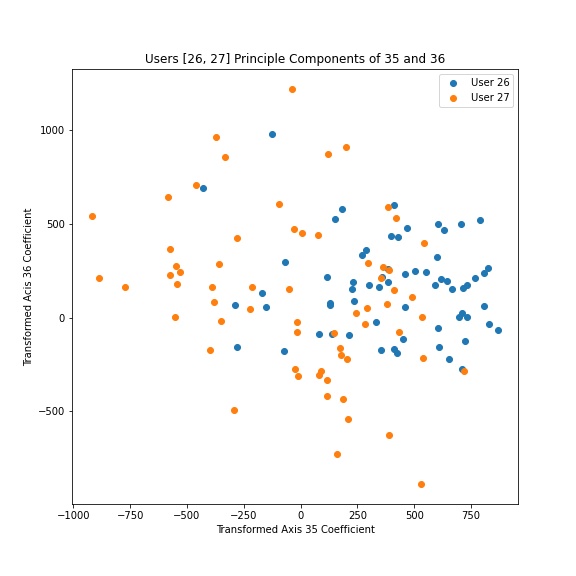 Users [26, 27] Principle Components of 35 and 36
User 26
User 27
1000
500
0
−500
Transformed Acis 36 Coefficient
−1000
−750
−500
−250
0
250
500
750
Transformed Axis 35 Coefficient